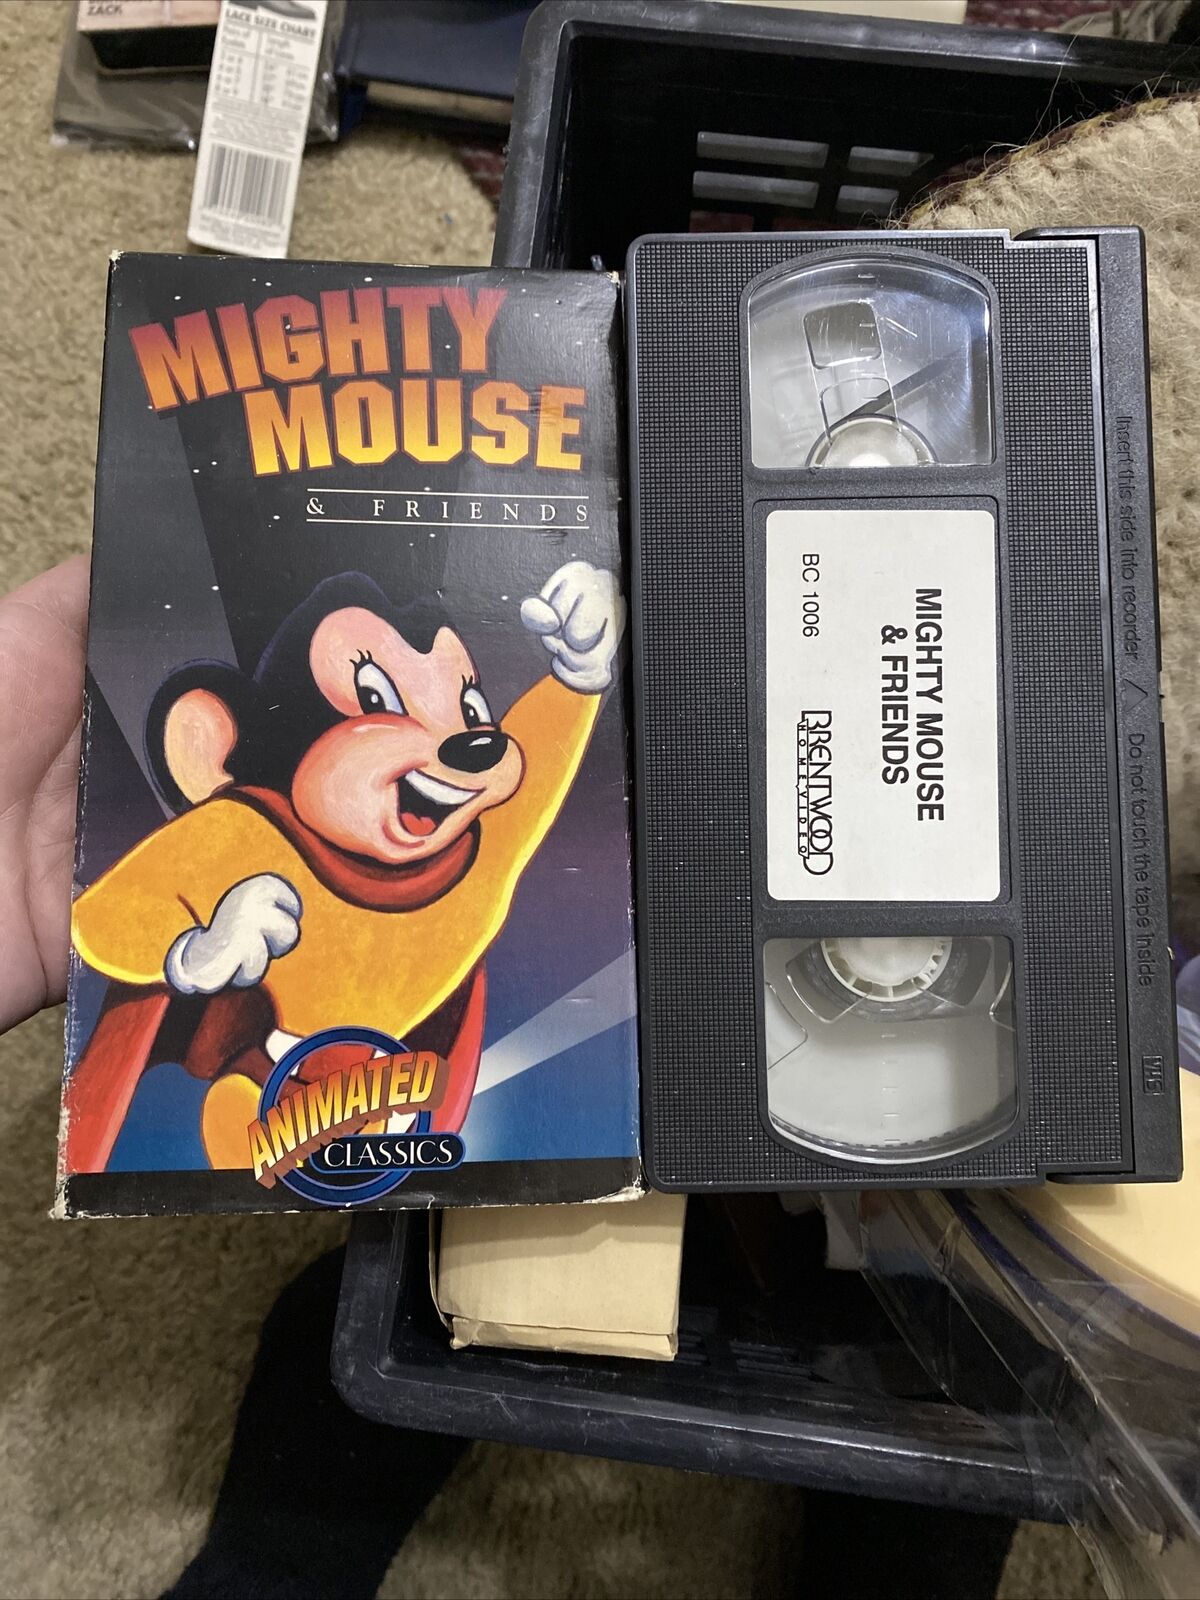 ZACK
LACE SIZE CHART
Length
MIGHTY
MOUSE
& FRIENDS
ANIMATED
CLASSICS
MIGHTY MOUSE
& FRIENDS
BC 1006
BRENTWOOD
HOME VIDEO
Insert this side into recorder △ Do not touch the tape inside
VHS